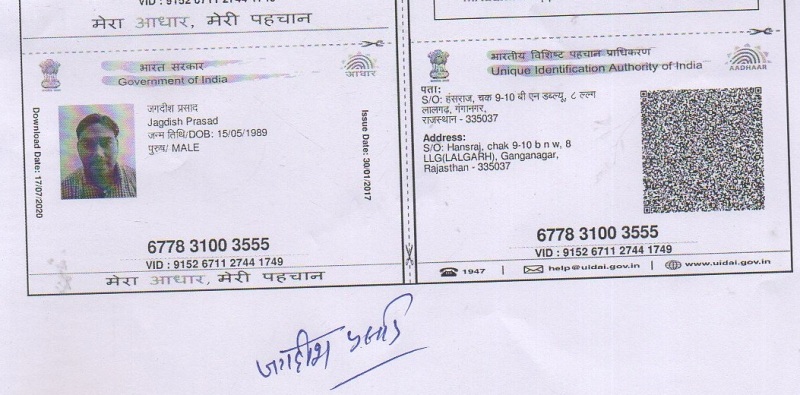 VID : 9152 6711 2744 1749
मेरा आधार, मेरी पहचान
भारत सरकार
Government of India
आधार
Download Date: 17/07/2020
जगदीश प्रसाद
Jagdish Prasad
जन्म तिथि/DOB: 15/05/1989
पुरुष/ MALE
Issue Date: 30/01/2017
6778 3100 3555
VID : 9152 6711 2744 1749
मेरा आधार, मेरी पहचान
भारतीय विशिष्ट पहचान प्राधिकरण
Unique Identification Authority of India
AADHAAR
पता:
S/O: हंसराज, चक 9-10 बी एन डब्ल्यू, ८ ल्लग
लालगढ़, गंगानगर,
राजस्थान - 335037
Address:
S/O: Hansraj, chak 9-10 b n w, 8
LLG(LALGARH), Ganganagar,
Rajasthan - 335037
6778 3100 3555
VID : 9152 6711 2744 1749
1947 | help@uidai.gov.in | www.uidai.gov.in
जगदीश प्रसाद